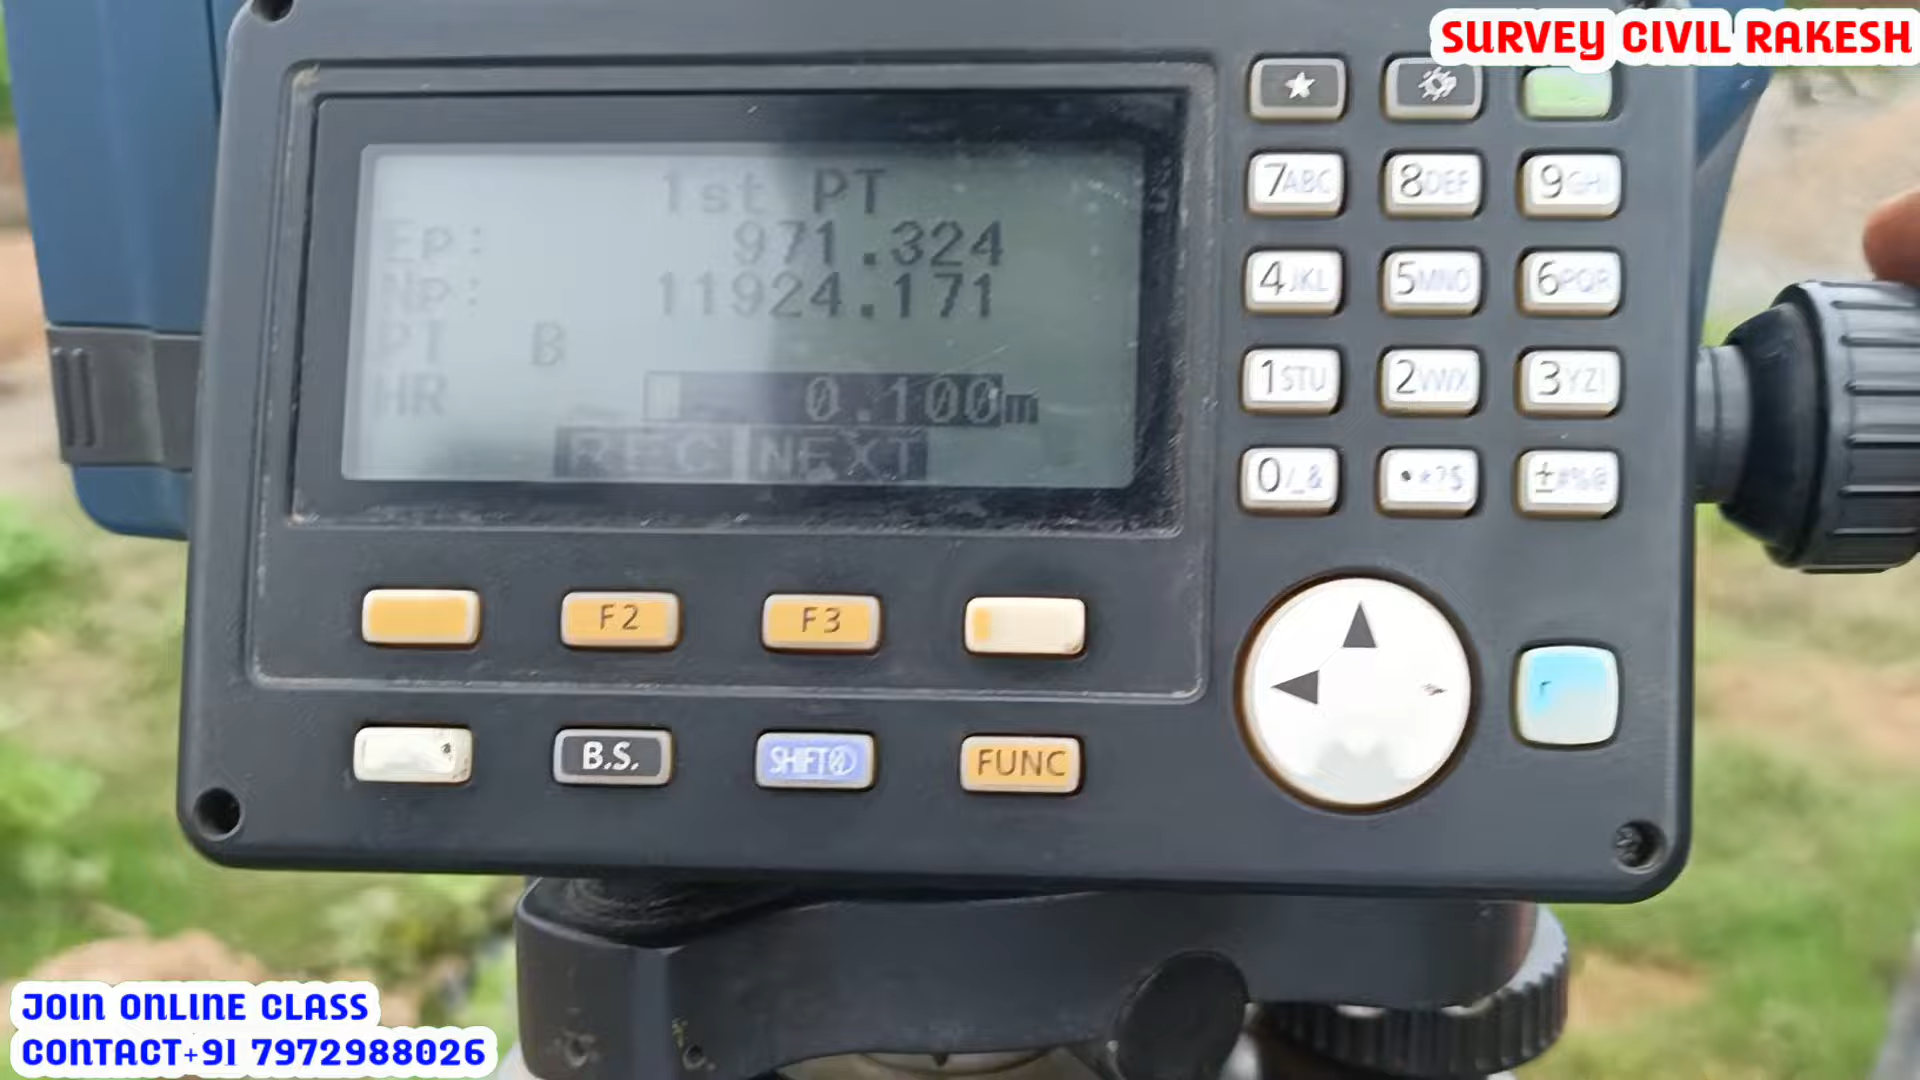 SURVEY CIVIL RAKESH
1st PT
Ep: 971.324
Np: 11924.171
PT B
HR 0.100m
REC NEXT
7ABC 8DEF 9GHI
4JKL 5MNO 6PQR
1STU 2VWX 3YZ!
0/_& .*?$ ±#%@
F2 F3
B.S. SHIFT FUNC
JOIN ONLINE CLASS
CONTACT+91 7972988026